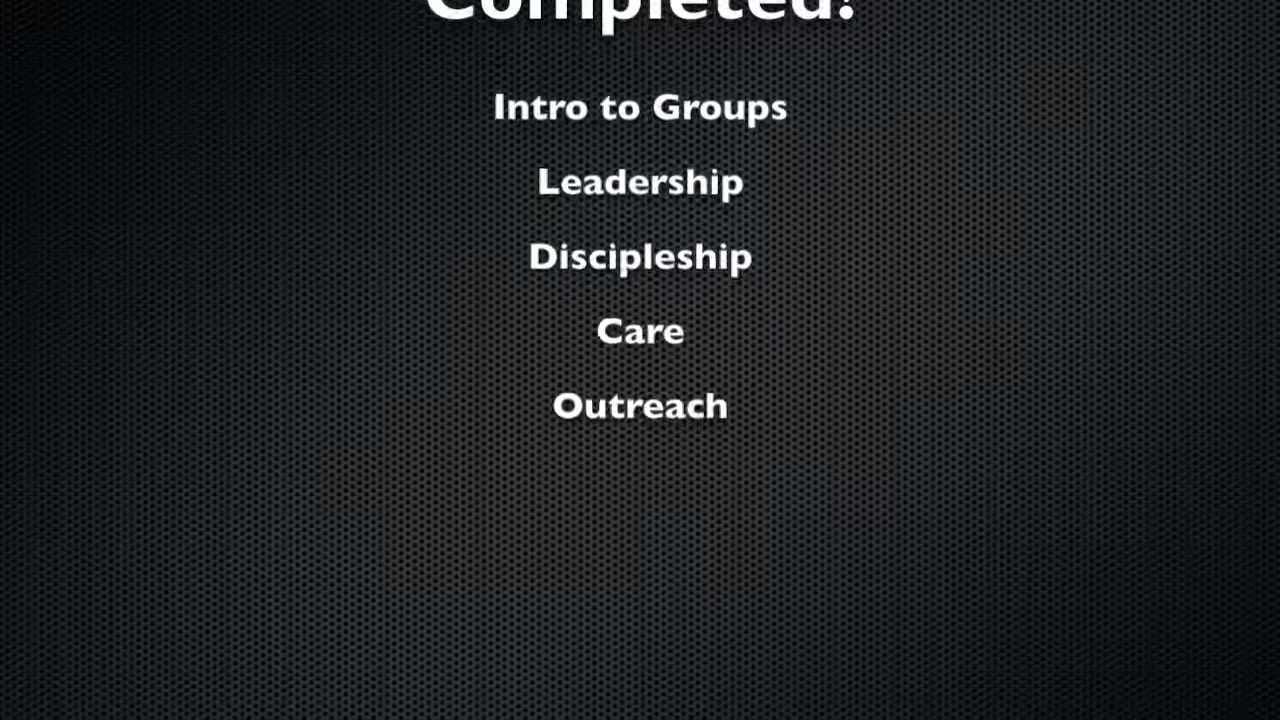 Completed!
Intro to Groups
Leadership
Discipleship
Care
Outreach